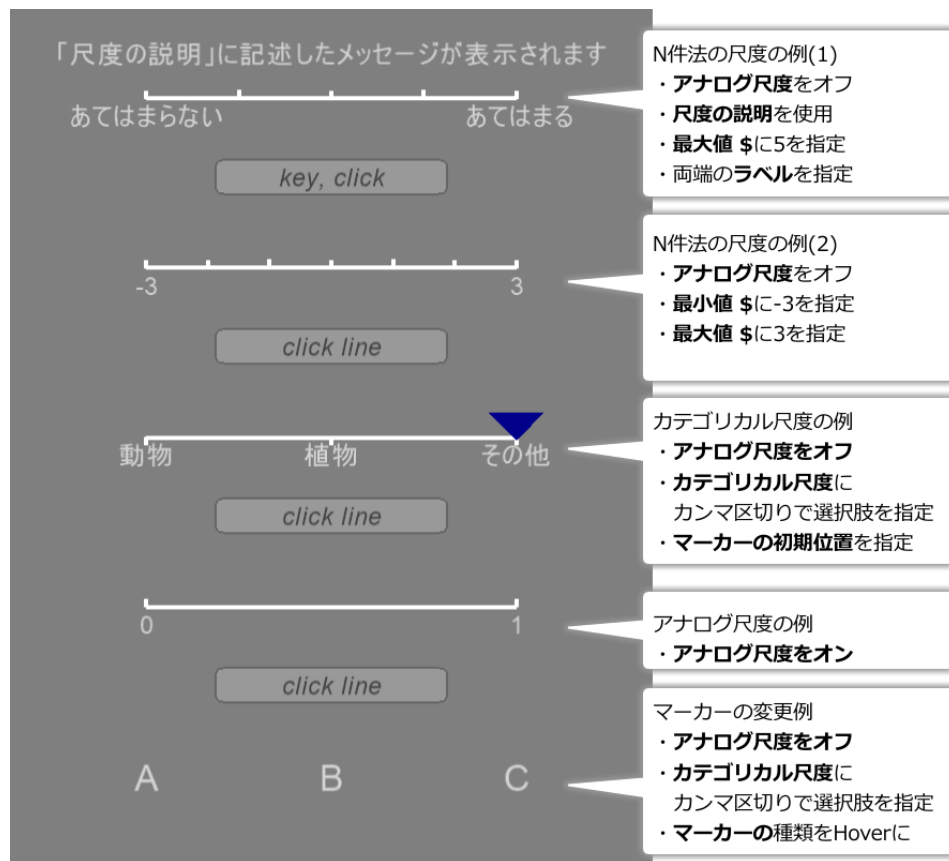 「尺度の説明」に記述したメッセージが表示されます
あてはまらない あてはまる
key, click
N件法の尺度の例(1)
・アナログ尺度をオフ
・尺度の説明を使用
・最大値 $に5を指定
・両端のラベルを指定
-3 3
click line
N件法の尺度の例(2)
・アナログ尺度をオフ
・最小値 $に-3を指定
・最大値 $に3を指定
動物 植物 その他
click line
カテゴリカル尺度の例
・アナログ尺度をオフ
・カテゴリカル尺度に
カンマ区切りで選択肢を指定
・マーカーの初期位置を指定
0 1
click line
アナログ尺度の例
・アナログ尺度をオン
A B C
マーカーの変更例
・アナログ尺度をオフ
・カテゴリカル尺度に
カンマ区切りで選択肢を指定
・マーカーの種類をHoverに